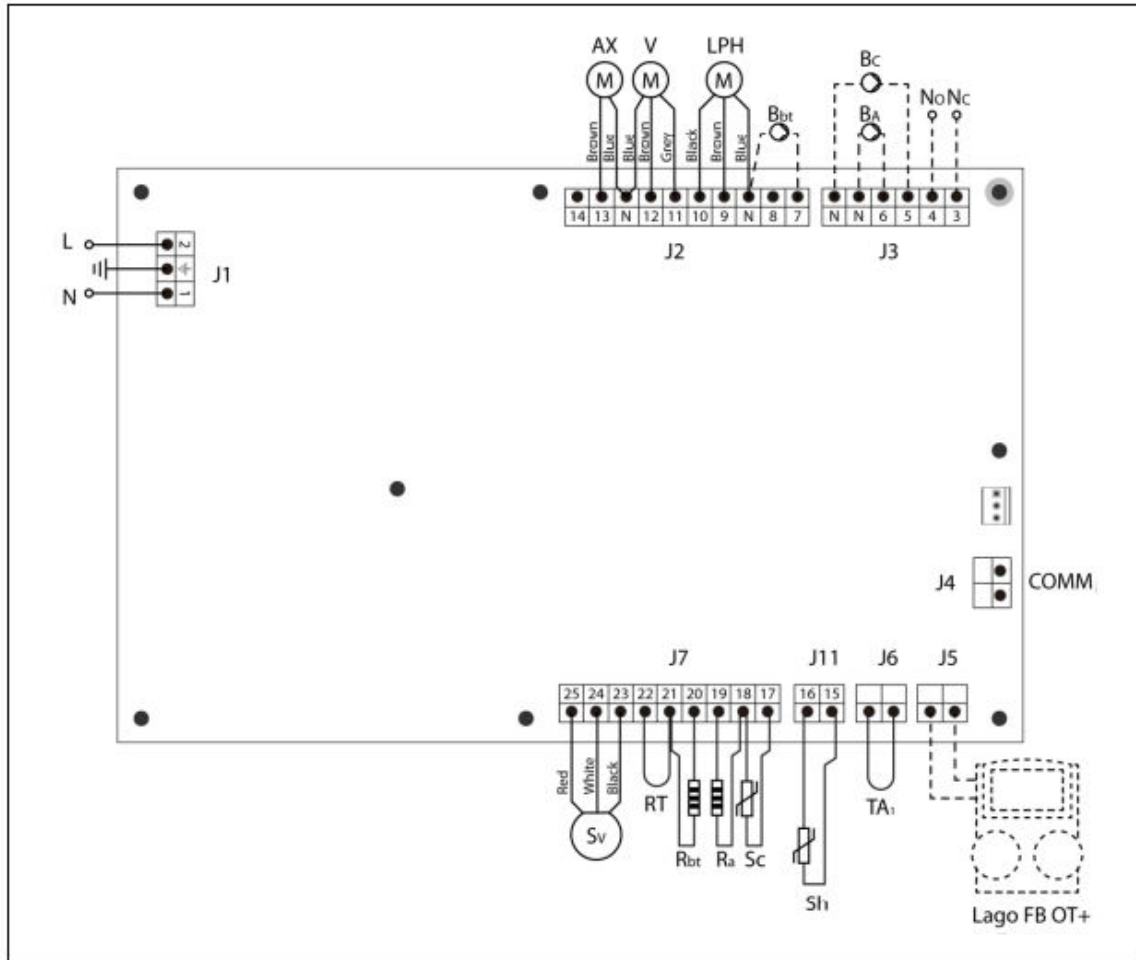 AX V LPH
M M M
Bc
BA
No Nc
Bbt
Brown Blue Blue Brown Grey Black Brown Blue
14 13 N 12 11 10 9 N 8 7
N N 6 5 4 3
J2 J3
L
2
1
N
J1
J4 COMM
J7 J11 J6 J5
25 24 23 22 21 20 19 18 17
16 15
Red White Black
Sv
RT
Rbt Ra Sc
Sh
TA1
Lago FB OT+